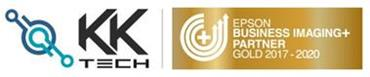 KK
TECH
EPSON
BUSINESS IMAGING+
PARTNER
GOLD 2017 - 2020